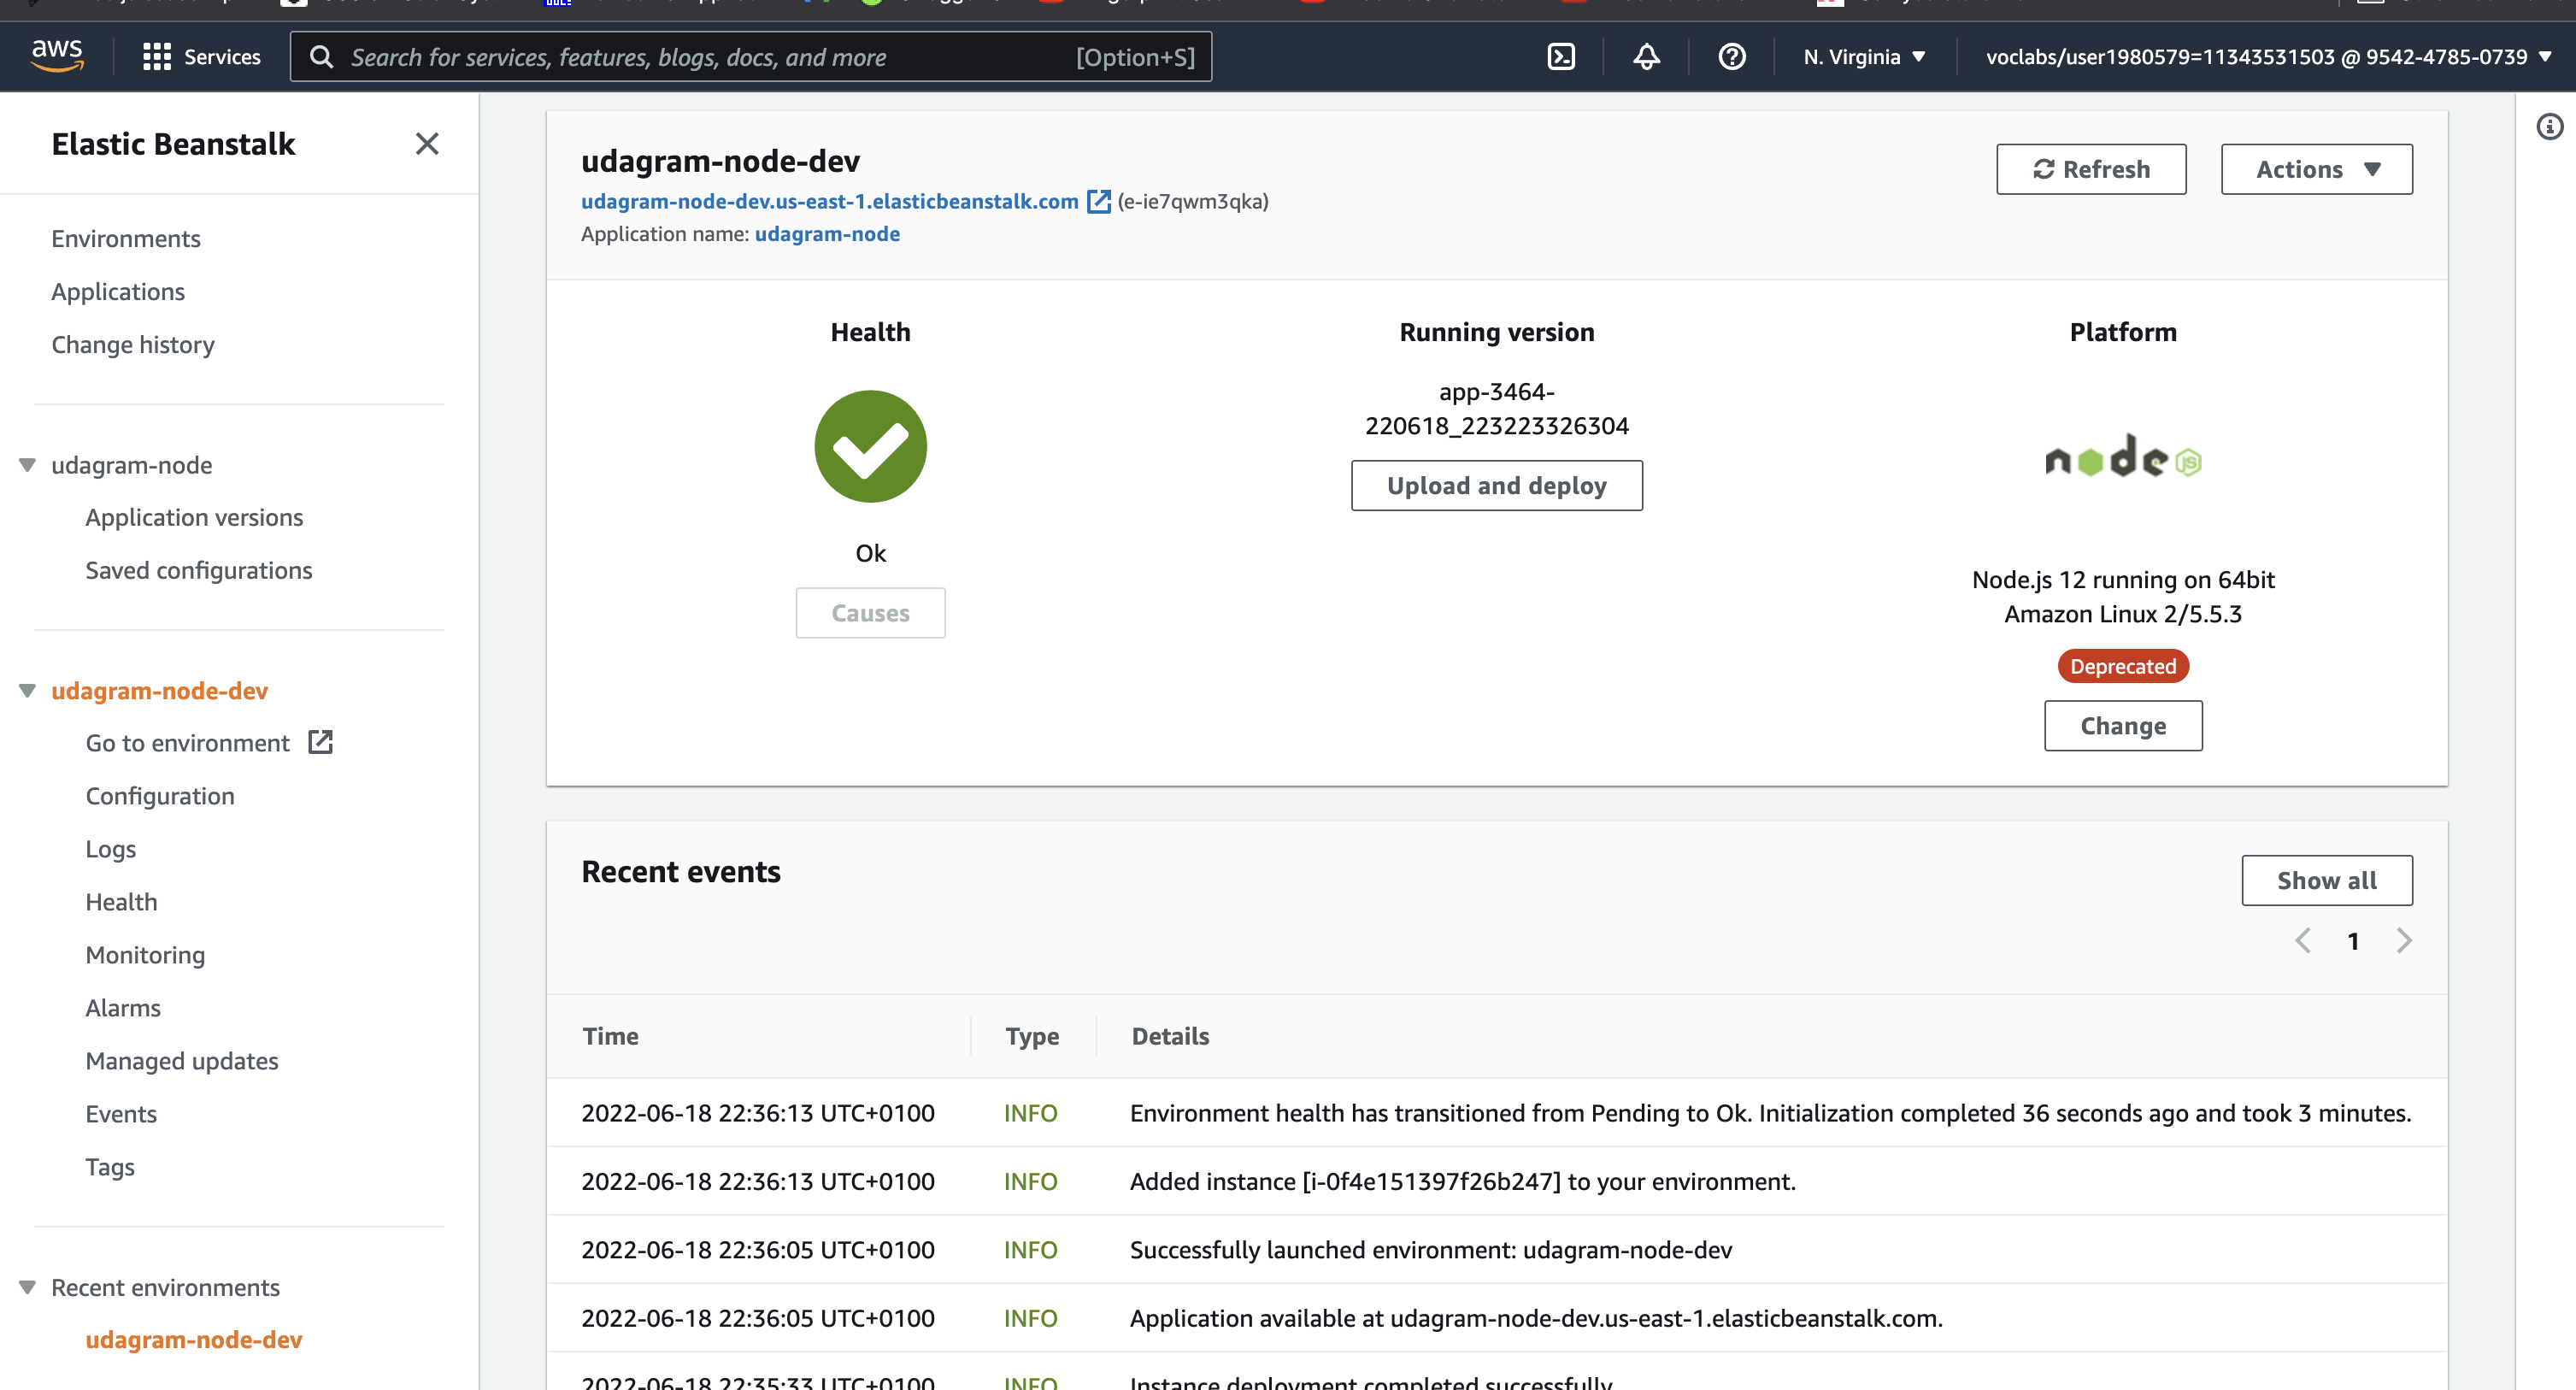 aws
Services
Search for services, features, blogs, docs, and more
[Option+S]
N. Virginia
voclabs/user1980579=11343531503 @ 9542-4785-0739
Elastic Beanstalk
Environments
Applications
Change history
udagram-node
Application versions
Saved configurations
udagram-node-dev
Go to environment
Configuration
Logs
Health
Monitoring
Alarms
Managed updates
Events
Tags
Recent environments
udagram-node-dev
udagram-node-dev
udagram-node-dev.us-east-1.elasticbeanstalk.com (e-ie7qwm3qka)
Application name: udagram-node
Refresh
Actions
Health
Ok
Causes
Running version
app-3464-
220618_223223326304
Upload and deploy
Platform
node JS
Node.js 12 running on 64bit
Amazon Linux 2/5.5.3
Deprecated
Change
Recent events
Show all
1
Time Type Details
2022-06-18 22:36:13 UTC+0100 INFO Environment health has transitioned from Pending to Ok. Initialization completed 36 seconds ago and took 3 minutes.
2022-06-18 22:36:13 UTC+0100 INFO Added instance [i-0f4e151397f26b247] to your environment.
2022-06-18 22:36:05 UTC+0100 INFO Successfully launched environment: udagram-node-dev
2022-06-18 22:36:05 UTC+0100 INFO Application available at udagram-node-dev.us-east-1.elasticbeanstalk.com.
2022-06-18 22:35:33 UTC+0100 INFO Instance deployment completed successfully